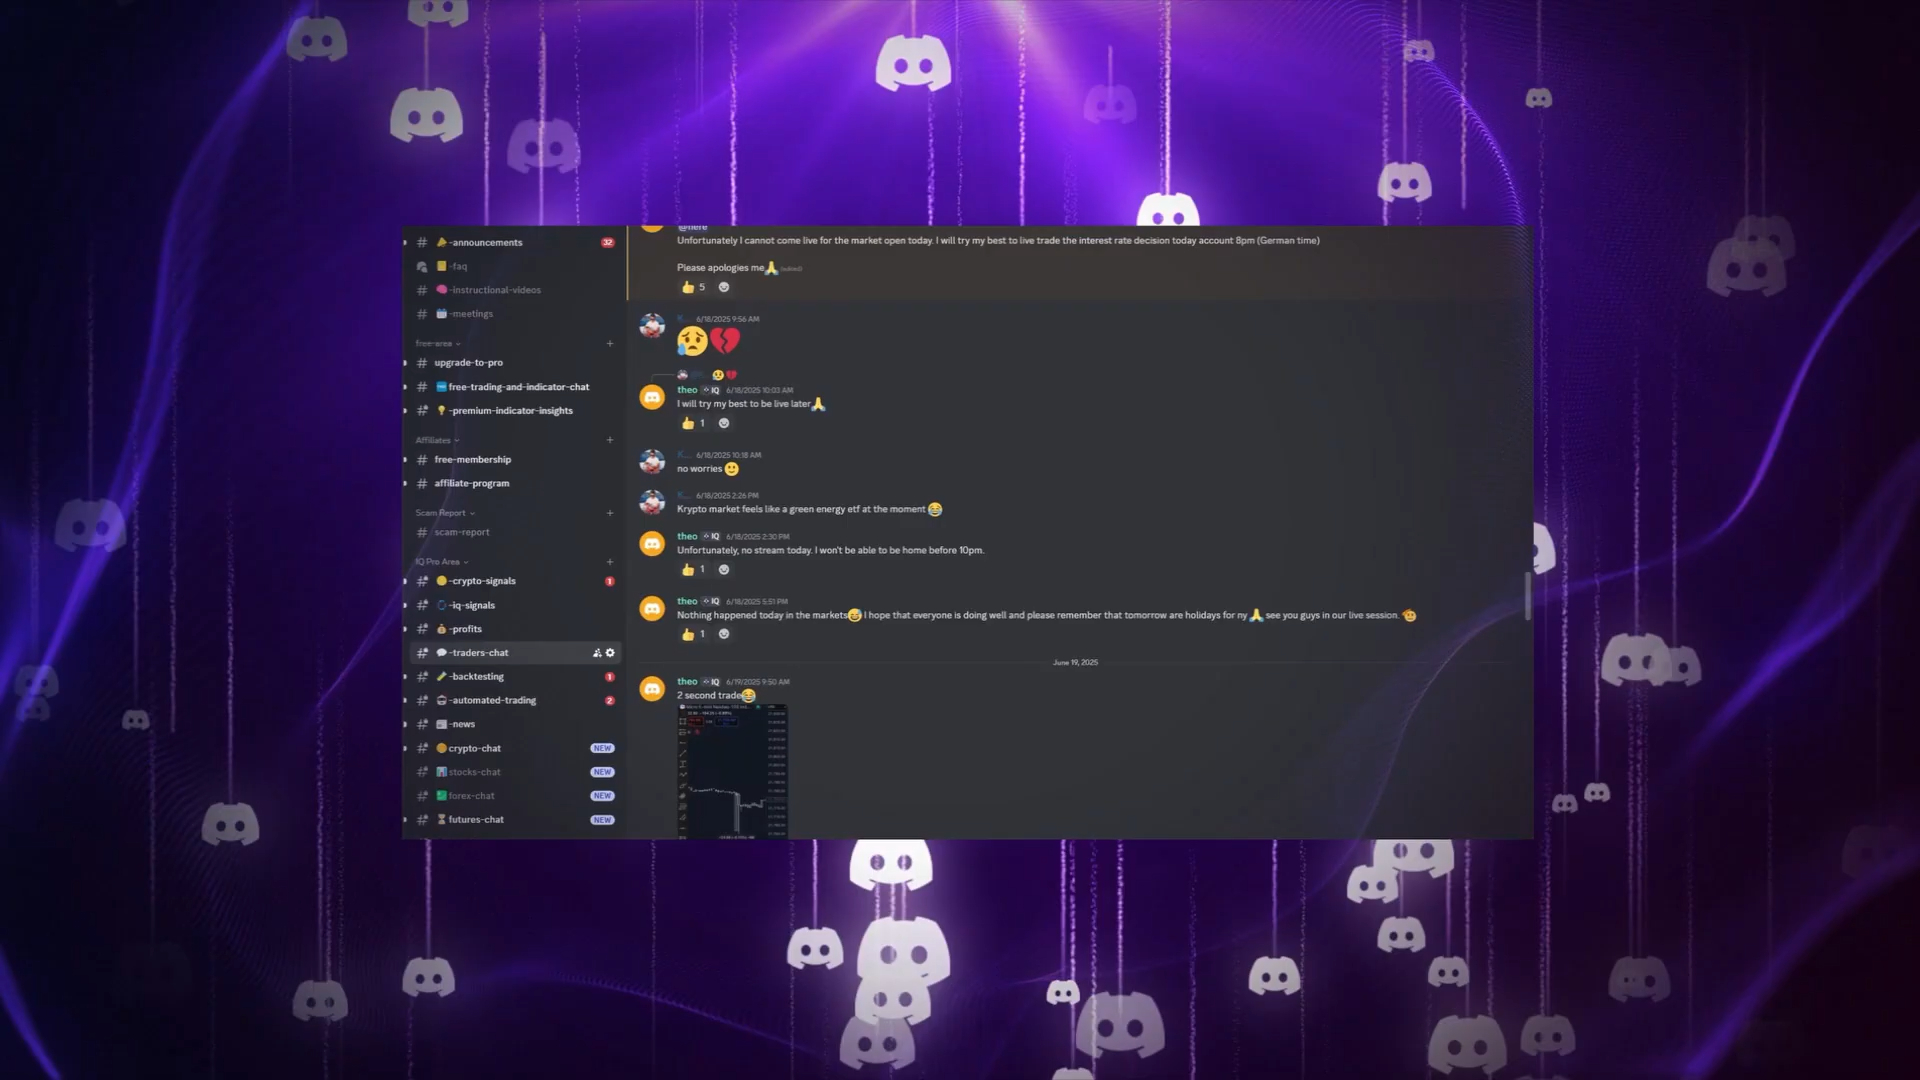 -announcements 32
-faq
-instructional-videos
-meetings
free-area
upgrade-to-pro
free-trading-and-indicator-chat
-premium-indicator-insights
Affiliates
free-membership
affiliate-program
Scam Report
scam-report
IQ Pro Area
-crypto-signals 1
-iq-signals
-profits
-traders-chat
-backtesting 1
-automated-trading 2
-news
crypto-chat NEW
stocks-chat NEW
forex-chat NEW
futures-chat NEW
@here
Unfortunately I cannot come live for the market open today. I will try my best to live trade the interest rate decision today account 8pm (German time)
Please apologies me🙏 (edited)
👍 5
6/18/2025 9:56 AM
😥💔
😥💔
theo IQ 6/18/2025 10:03 AM
I will try my best to be live later🙏
👍 1
6/18/2025 10:18 AM
no worries 🙂
6/18/2025 2:26 PM
Krypto market feels like a green energy etf at the moment 😂
theo IQ 6/18/2025 2:30 PM
Unfortunately, no stream today. I won't be able to be home before 10pm.
👍 1
theo IQ 6/18/2025 5:51 PM
Nothing happened today in the markets😅 I hope that everyone is doing well and please remember that tomorrow are holidays for ny 🙏 see you guys in our live session. 🫡
👍 1
June 19, 2025
theo IQ 6/19/2025 9:50 AM
2 second trade😂